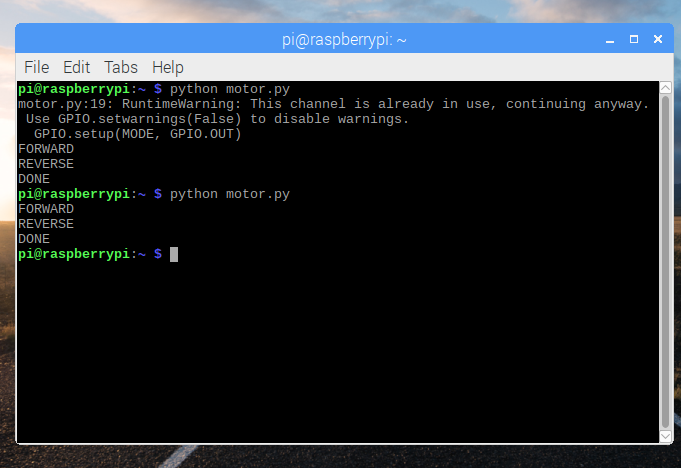 pi@raspberrypi: ~
File Edit Tabs Help
pi@raspberrypi:~ $ python motor.py
motor.py:19: RuntimeWarning: This channel is already in use, continuing anyway.
 Use GPIO.setwarnings(False) to disable warnings.
  GPIO.setup(MODE, GPIO.OUT)
FORWARD
REVERSE
DONE
pi@raspberrypi:~ $ python motor.py
FORWARD
REVERSE
DONE
pi@raspberrypi:~ $